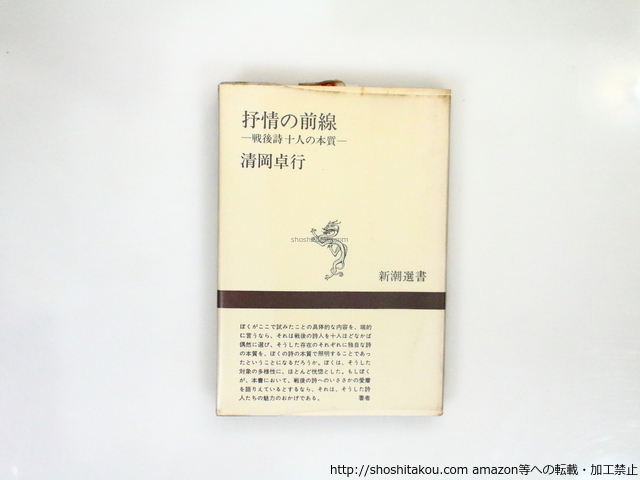 抒情の前線
―戦後詩十人の本質―
清岡卓行
shoshitakou.com
新潮選書
ぼくがここで試みたことの具体的な内容を、端的
に言うなら、それは戦後の詩人を十人ほどなかば
偶然に選び、そうした存在のそれぞれに独自な詩
の本質を、ぼくの詩の本質で照明することであっ
たということになるだろうか。ぼくは、そうした
対象の多様性に、ほとんど恍惚とした。もしぼく
が、本書において、戦後の詩へのいささかの愛着
を語りえているとするなら、それは、そうした詩
人たちの魅力のおかげである。 著者
http://shoshitakou.com amazon等への転載・加工禁止